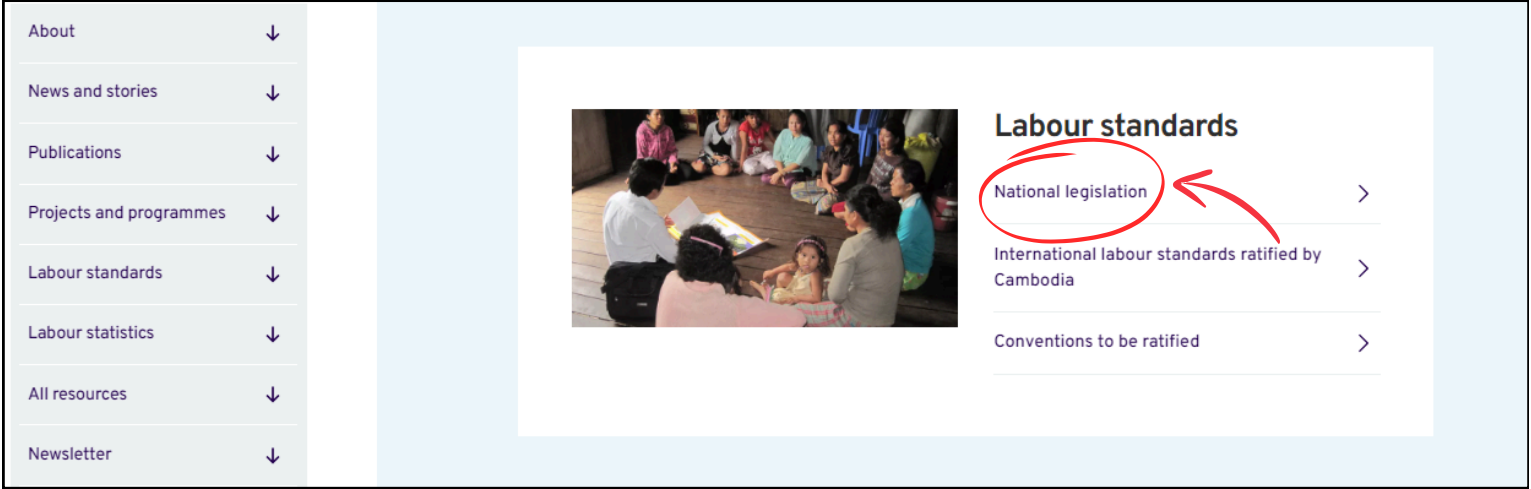 About
News and stories
Publications
Projects and programmes
Labour standards
Labour statistics
All resources
Newsletter
Labour standards
National legislation
International labour standards ratified by
Cambodia
Conventions to be ratified